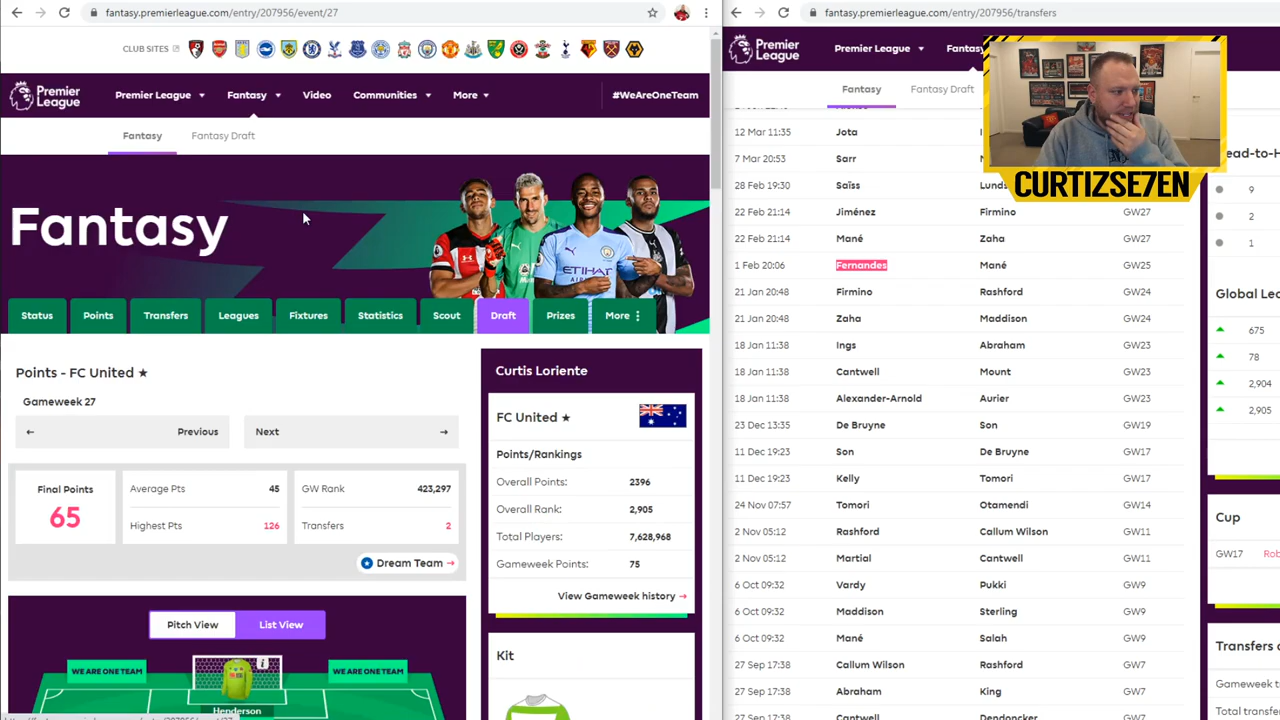 fantasy.premierleague.com/entry/207956/event/27
CLUB SITES
Premier League
Premier League
Fantasy
Video
Communities
More
#WeAreOneTeam
Fantasy
Fantasy Draft
Fantasy
ETIHAD
Status
Points
Transfers
Leagues
Fixtures
Statistics
Scout
Draft
Prizes
More
Points - FC United ★
Gameweek 27
← Previous
Next →
Final Points
65
Average Pts 45
Highest Pts 126
GW Rank 423,297
Transfers 2
Dream Team →
Pitch View
List View
WE ARE ONE TEAM
WE ARE ONE TEAM
Henderson
Curtis Loriente
FC United ★
Points/Rankings
Overall Points: 2396
Overall Rank: 2,905
Total Players: 7,628,968
Gameweek Points: 75
View Gameweek history →
Kit
fantasy.premierleague.com/entry/207956/transfers
Premier League
Premier League
Fantasy
Fantasy Draft
12 Mar 11:35 Jota
7 Mar 20:53 Sarr
28 Feb 19:30 Saïss
22 Feb 21:14 Jiménez Firmino GW27
22 Feb 21:14 Mané Zaha GW27
1 Feb 20:06 Fernandes Mané GW25
21 Jan 20:48 Firmino Rashford GW24
21 Jan 20:48 Zaha Maddison GW24
18 Jan 11:38 Ings Abraham GW23
18 Jan 11:38 Cantwell Mount GW23
18 Jan 11:38 Alexander-Arnold Aurier GW23
23 Dec 13:35 De Bruyne Son GW19
11 Dec 19:23 Son De Bruyne GW17
11 Dec 19:23 Kelly Tomori GW17
24 Nov 07:57 Tomori Otamendi GW14
2 Nov 05:12 Rashford Callum Wilson GW11
2 Nov 05:12 Martial Cantwell GW11
6 Oct 09:32 Vardy Pukki GW9
6 Oct 09:32 Maddison Sterling GW9
6 Oct 09:32 Mané Salah GW9
27 Sep 17:38 Callum Wilson Rashford GW7
27 Sep 17:38 Abraham King GW7
27 Sep 17:38 Cantwell Dendoncker GW7
CURTIZSE7EN
9
2
1
675
78
2,904
2,905
Cup
GW17